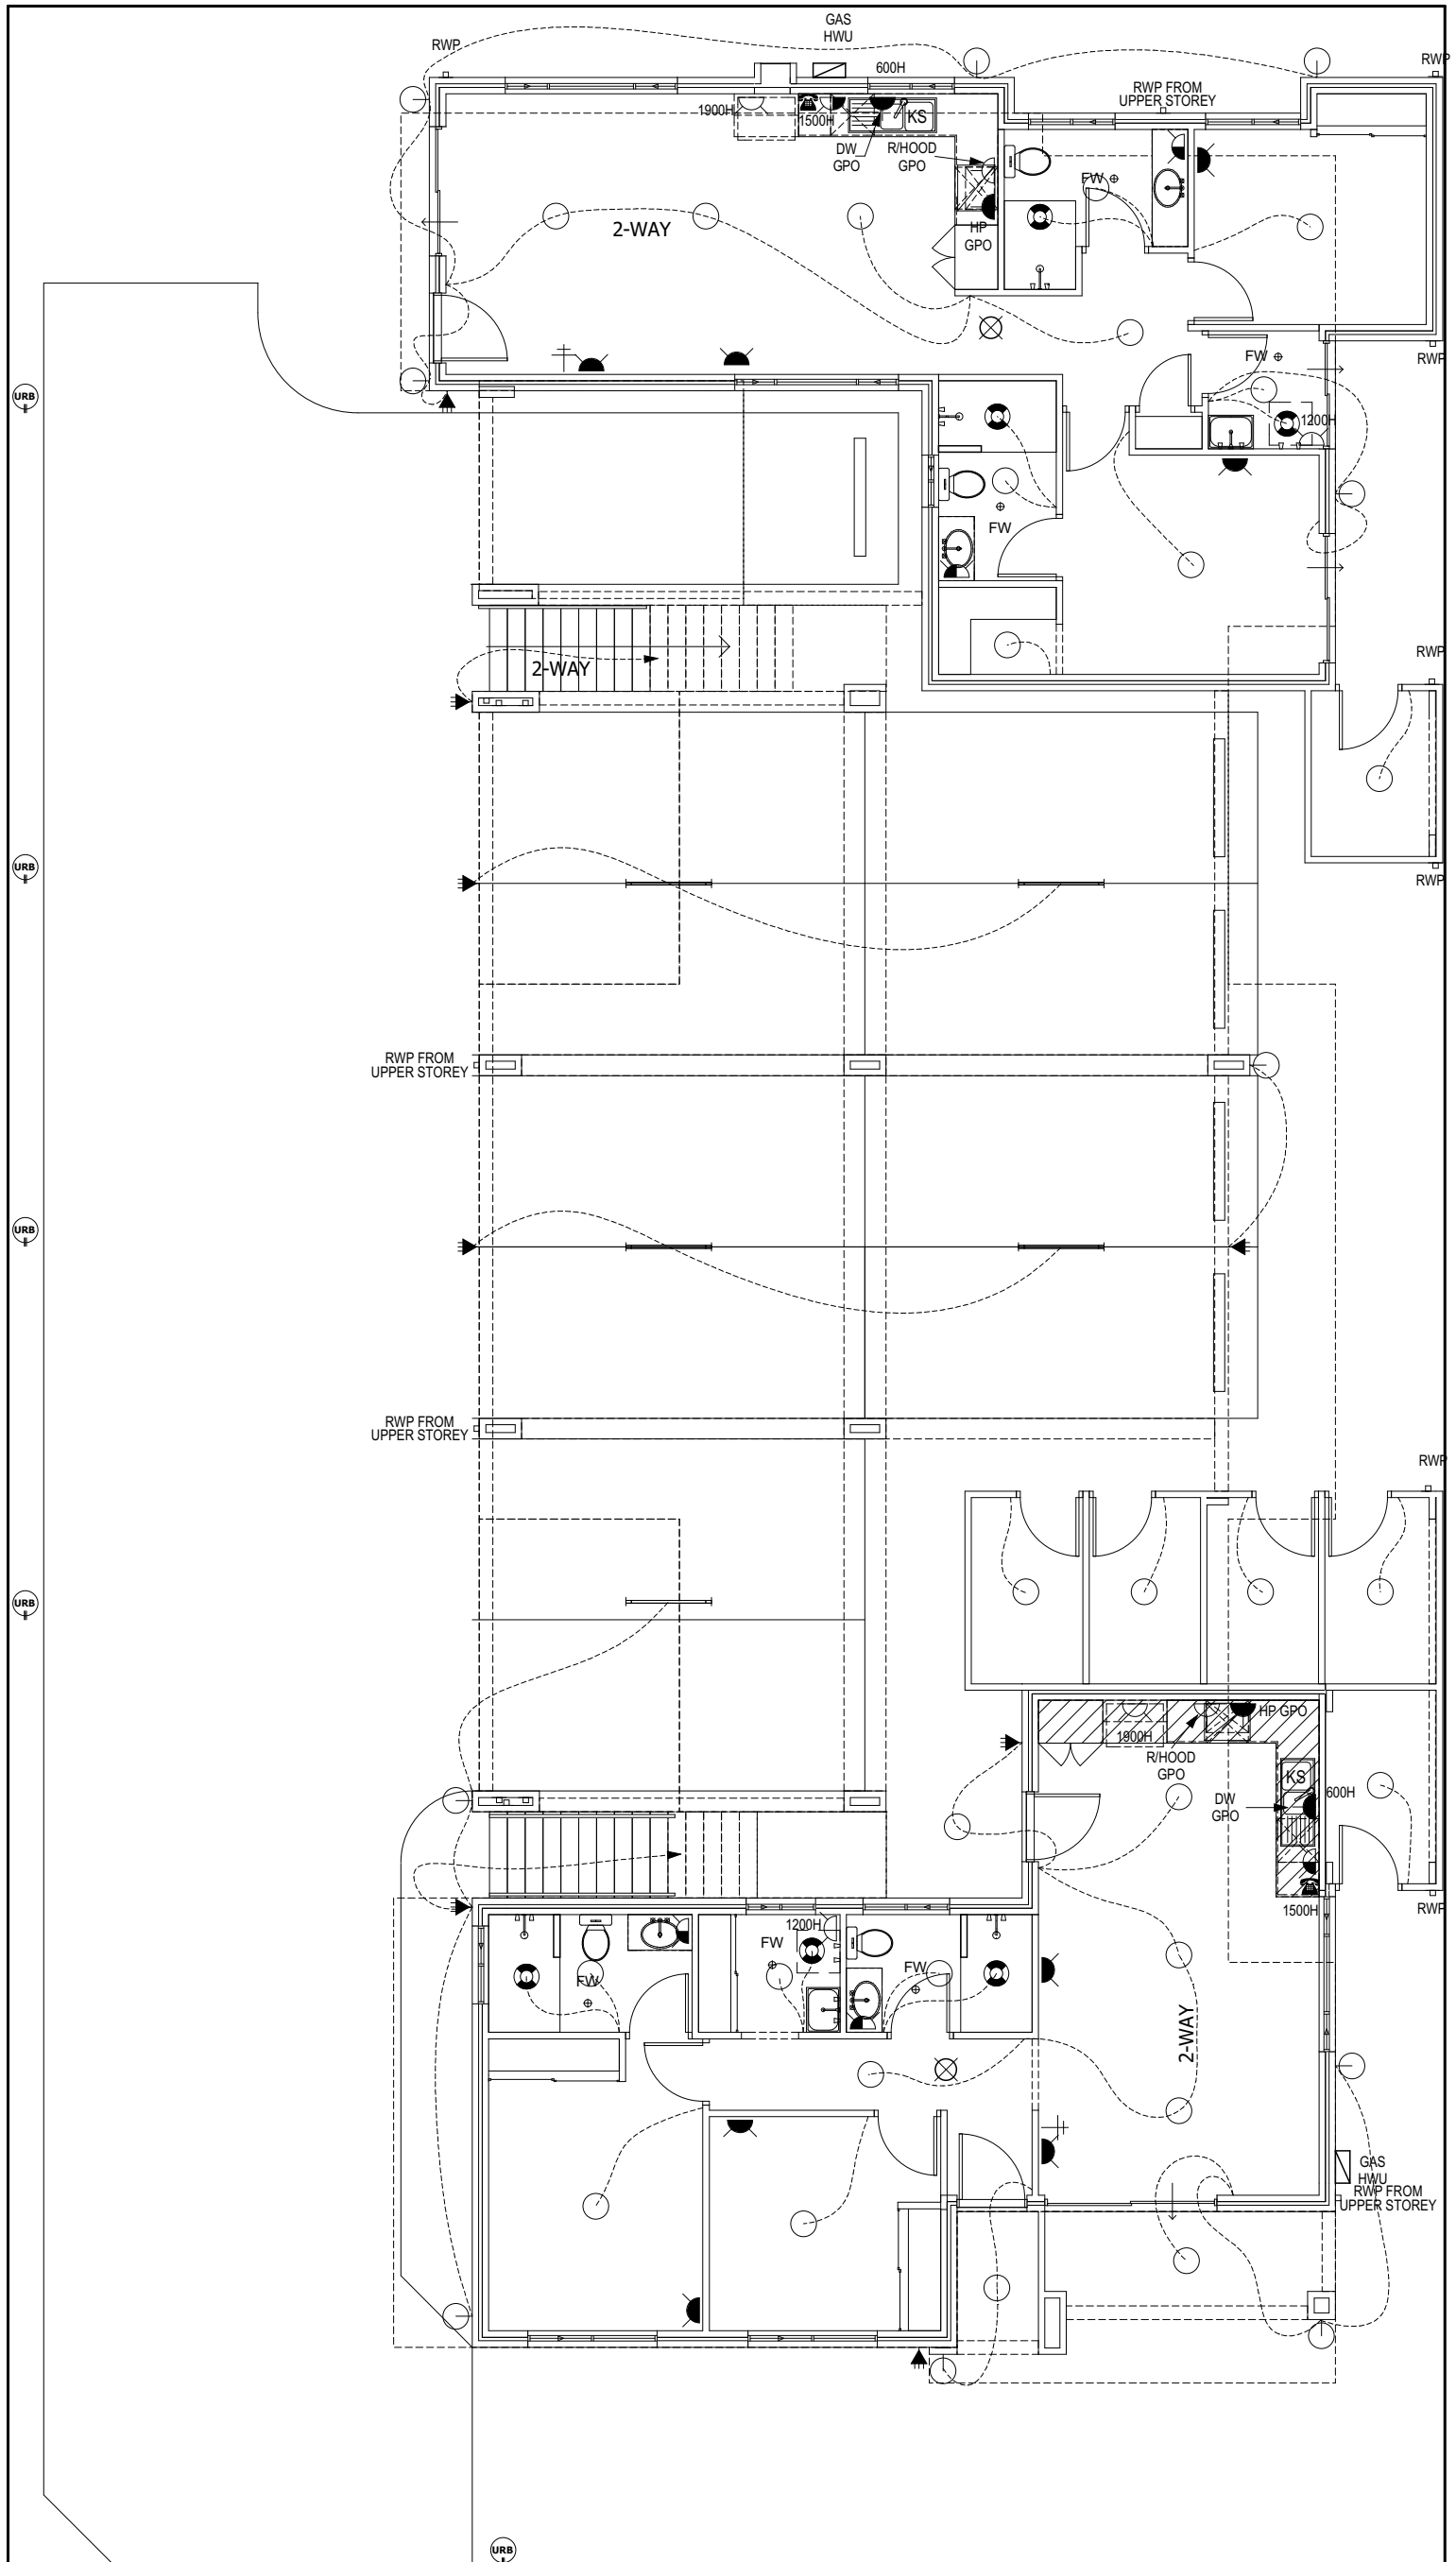 GAS
HWU
RWP
600H
RWP
RWP FROM
UPPER STOREY
1900H
1500H
KS
DW
GPO
R/HOOD
GPO
FW
2-WAY
HP
GPO
FW
RWP
URB
1200H
FW
RWP
2-WAY
URB
RWP
RWP FROM
UPPER STOREY
URB
RWP FROM
UPPER STOREY
RWP
URB
HP GPO
1900H
R/HOOD
GPO
KS
DW
GPO
600H
1500H
RWP
1200H
FW
FW
FW
2-WAY
GAS
HWU
RWP FROM
UPPER STOREY
URB